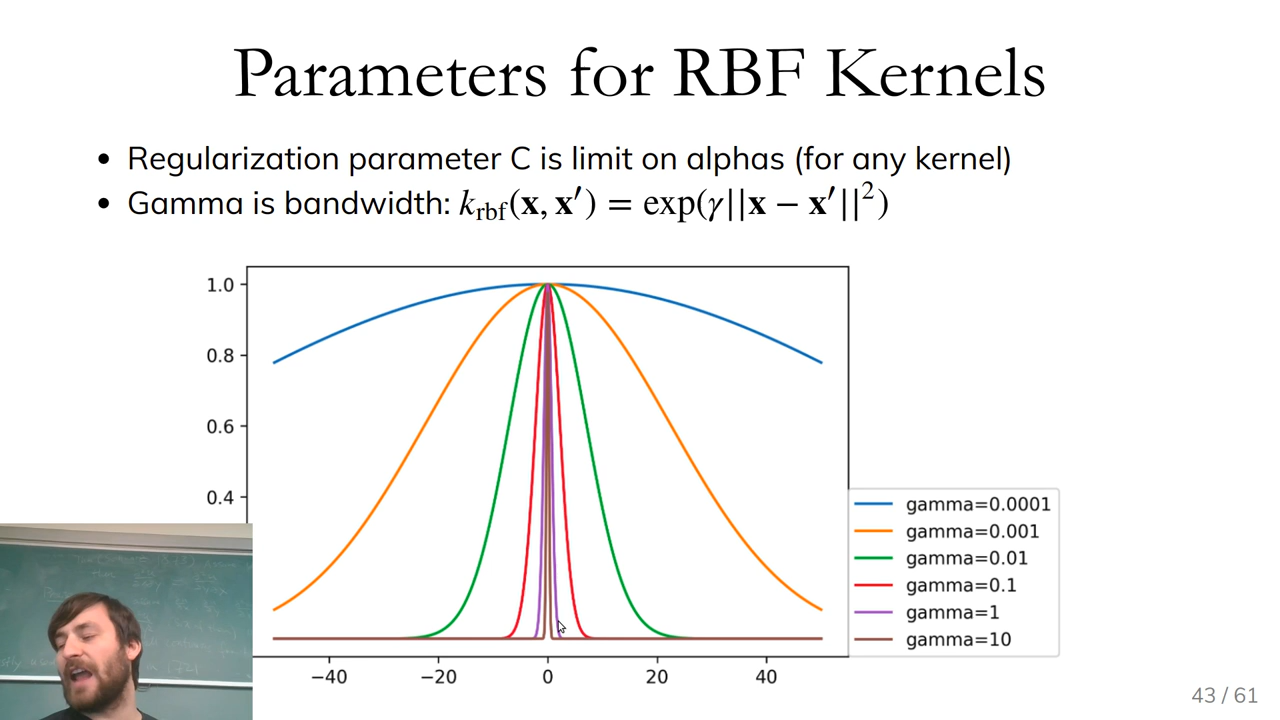 Parameters for RBF Kernels
• Regularization parameter C is limit on alphas (for any kernel)
• Gamma is bandwidth: k_rbf(x, x′) = exp(γ||x − x′||²)
1.0
0.8
0.6
0.4
−40 −20 0 20 40
gamma=0.0001
gamma=0.001
gamma=0.01
gamma=0.1
gamma=1
gamma=10
43 / 61